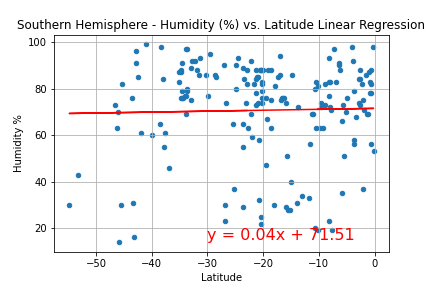 Southern Hemisphere - Humidity (%) vs. Latitude Linear Regression
100
80
60
40
20
Humidity %
y = 0.04x + 71.51
−50
−40
−30
−20
−10
0
Latitude